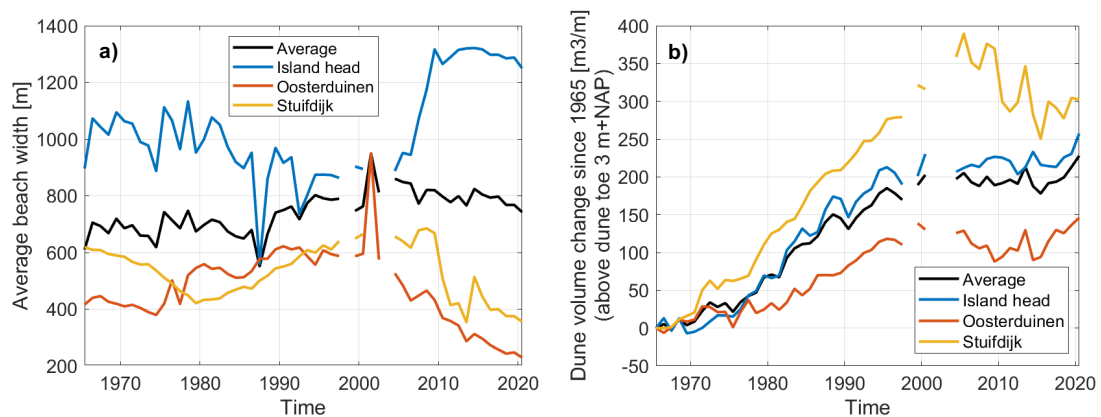 a)
Average beach width [m]
1400
1200
1000
800
600
400
200
Average
Island head
Oosterduinen
Stuifdijk
1970
1980
1990
2000
2010
2020
Time
b)
Dune volume change since 1965 [m3/m]
(above dune toe 3 m+NAP)
400
350
300
250
200
150
100
50
0
-50
Average
Island head
Oosterduinen
Stuifdijk
1970
1980
1990
2000
2010
2020
Time